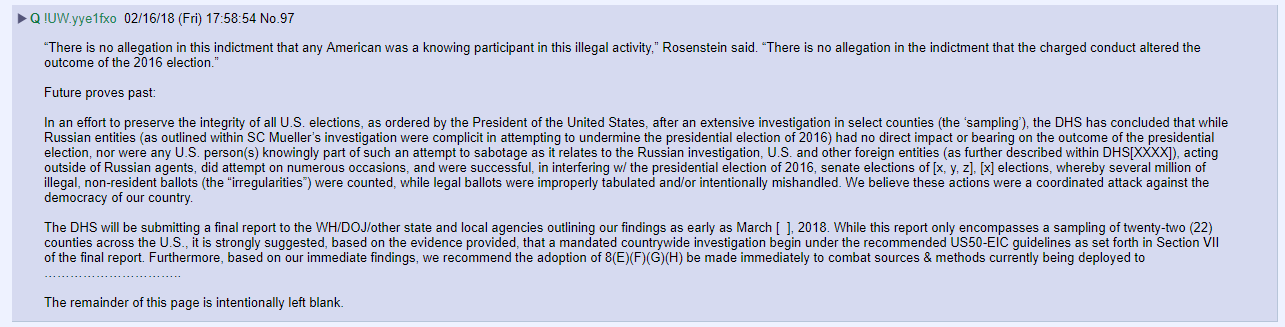 ▶Q !UW.yye1fxo 02/16/18 (Fri) 17:58:54 No.97
“There is no allegation in this indictment that any American was a knowing participant in this illegal activity,” Rosenstein said. “There is no allegation in the indictment that the charged conduct altered the
outcome of the 2016 election.”
Future proves past:
In an effort to preserve the integrity of all U.S. elections, as ordered by the President of the United States, after an extensive investigation in select counties (the ‘sampling’), the DHS has concluded that while
Russian entities (as outlined within SC Mueller’s investigation were complicit in attempting to undermine the presidential election of 2016) had no direct impact or bearing on the outcome of the presidential
election, nor were any U.S. person(s) knowingly part of such an attempt to sabotage as it relates to the Russian investigation, U.S. and other foreign entities (as further described within DHS[XXXX]), acting
outside of Russian agents, did attempt on numerous occasions, and were successful, in interfering w/ the presidential election of 2016, senate elections of [x, y, z], [x] elections, whereby several million of
illegal, non-resident ballots (the “irregularities”) were counted, while legal ballots were improperly tabulated and/or intentionally mishandled. We believe these actions were a coordinated attack against the
democracy of our country.
The DHS will be submitting a final report to the WH/DOJ/other state and local agencies outlining our findings as early as March [ ], 2018. While this report only encompasses a sampling of twenty-two (22)
counties across the U.S., it is strongly suggested, based on the evidence provided, that a mandated countrywide investigation begin under the recommended US50-EIC guidelines as set forth in Section VII
of the final report. Furthermore, based on our immediate findings, we recommend the adoption of 8(E)(F)(G)(H) be made immediately to combat sources & methods currently being deployed to
…………………………..
The remainder of this page is intentionally left blank.